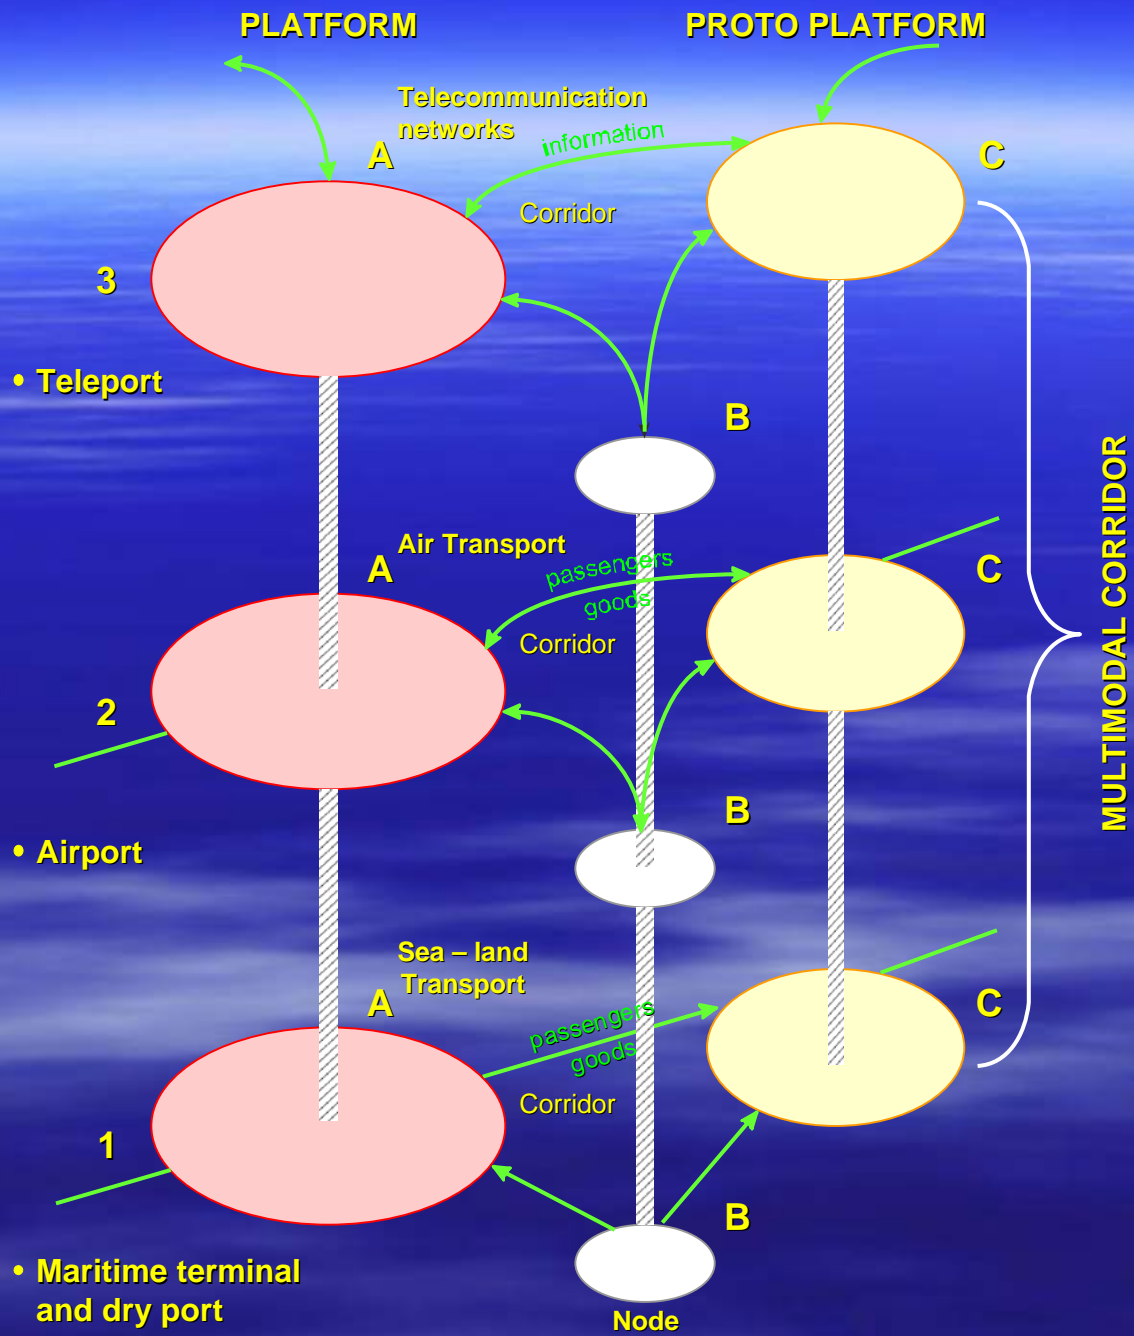 PLATFORM
PROTO PLATFORM
Telecommunication
networks
information
A
C
Corridor
3
• Teleport
B
Air Transport
A
passengers
goods
C
Corridor
MULTIMODAL CORRIDOR
2
B
• Airport
Sea – land
Transport
A
C
passengers
goods
Corridor
1
B
• Maritime terminal
and dry port
Node